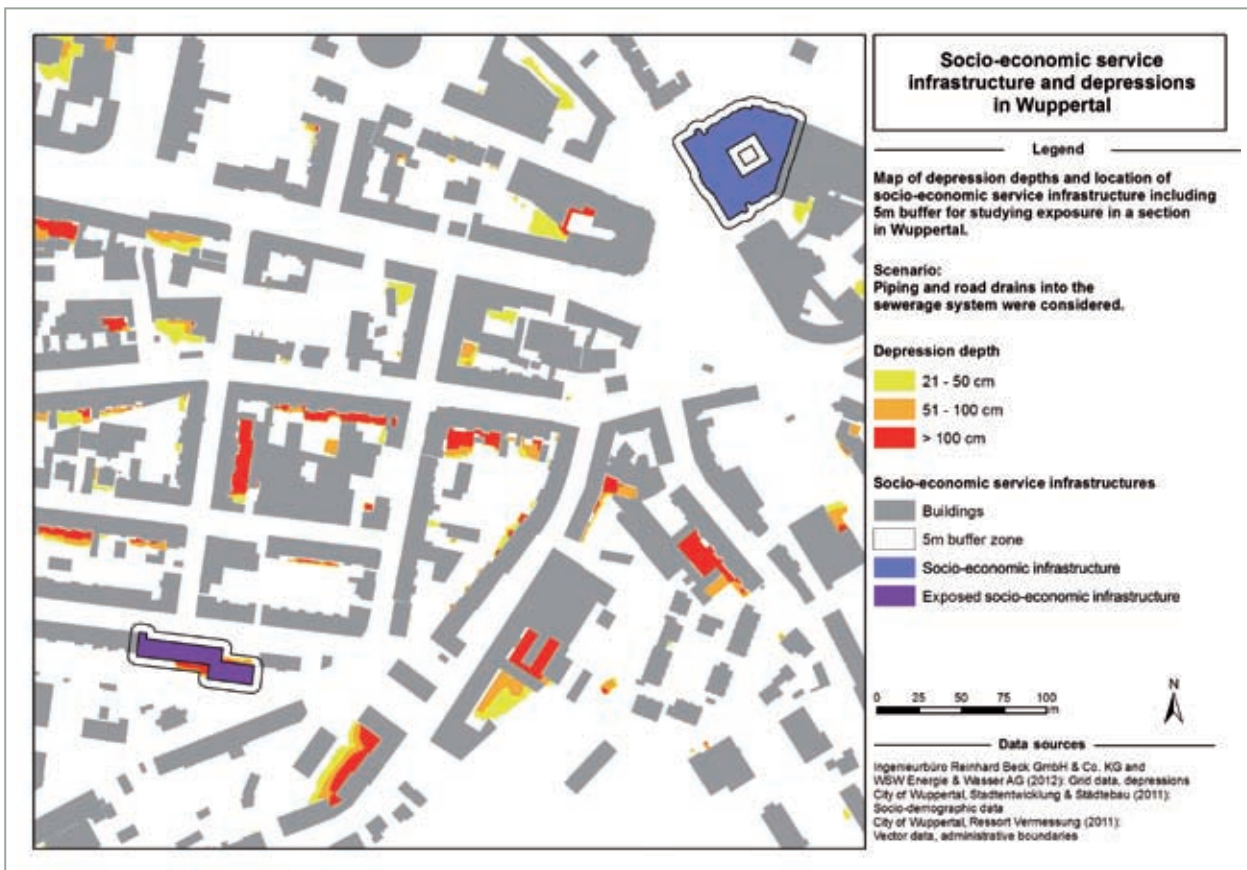 Socio-economic service
infrastructure and depressions
in Wuppertal
Legend
Map of depression depths and location of
socio-economic service infrastructure including
5m buffer for studying exposure in a section
in Wuppertal.
Scenario:
Piping and road drains into the
sewerage system were considered.
Depression depth
21 - 50 cm
51 - 100 cm
> 100 cm
Socio-economic service infrastructures
Buildings
5m buffer zone
Socio-economic infrastructure
Exposed socio-economic infrastructure
0 25 50 75 100
m
N
Data sources
Ingenieurbüro Reinhard Beck GmbH & Co. KG and
WSW Energie & Wasser AG (2012): Grid data, depressions
City of Wuppertal, Stadtentwicklung & Städtebau (2011):
Socio-demographic data
City of Wuppertal, Ressort Vermessung (2011):
Vector data, administrative boundaries